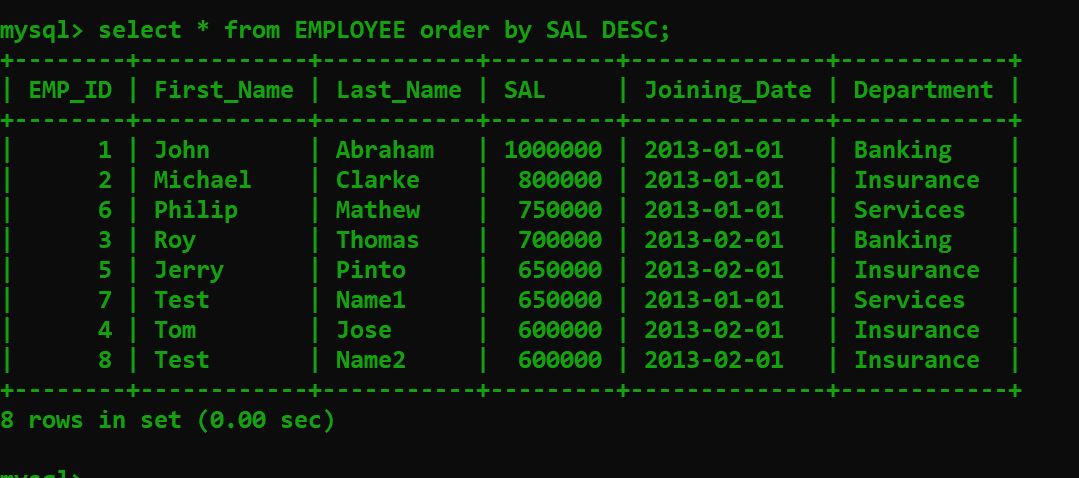 mysql> select * from EMPLOYEE order by SAL DESC;
+--------+------------+-----------+---------+--------------+------------+
| EMP_ID | First_Name | Last_Name | SAL     | Joining_Date | Department |
+--------+------------+-----------+---------+--------------+------------+
|      1 | John       | Abraham   | 1000000 | 2013-01-01   | Banking    |
|      2 | Michael    | Clarke    |  800000 | 2013-01-01   | Insurance  |
|      6 | Philip     | Mathew    |  750000 | 2013-01-01   | Services   |
|      3 | Roy        | Thomas    |  700000 | 2013-02-01   | Banking    |
|      5 | Jerry      | Pinto     |  650000 | 2013-02-01   | Insurance  |
|      7 | Test       | Name1     |  650000 | 2013-01-01   | Services   |
|      4 | Tom        | Jose      |  600000 | 2013-02-01   | Insurance  |
|      8 | Test       | Name2     |  600000 | 2013-02-01   | Insurance  |
+--------+------------+-----------+---------+--------------+------------+
8 rows in set (0.00 sec)
mysql>